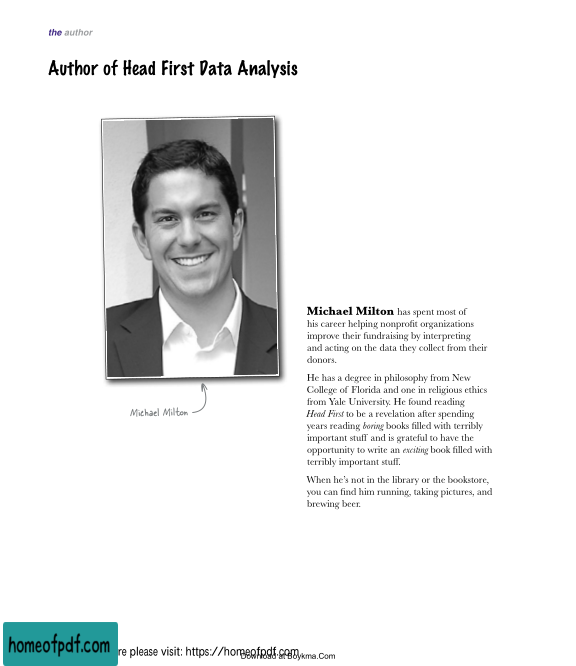 the author
Author of Head First Data Analysis
Michael Milton
Michael Milton has spent most of
his career helping nonprofit organizations
improve their fundraising by interpreting
and acting on the data they collect from their
donors.
He has a degree in philosophy from New
College of Florida and one in religious ethics
from Yale University. He found reading
Head First to be a revelation after spending
years reading boring books filled with terribly
important stuff and is grateful to have the
opportunity to write an exciting book filled with
terribly important stuff.
When he's not in the library or the bookstore,
you can find him running, taking pictures, and
brewing beer.
homeofpdf.com
re please visit: https://homeofpdf.com
Download at Boykma.Com